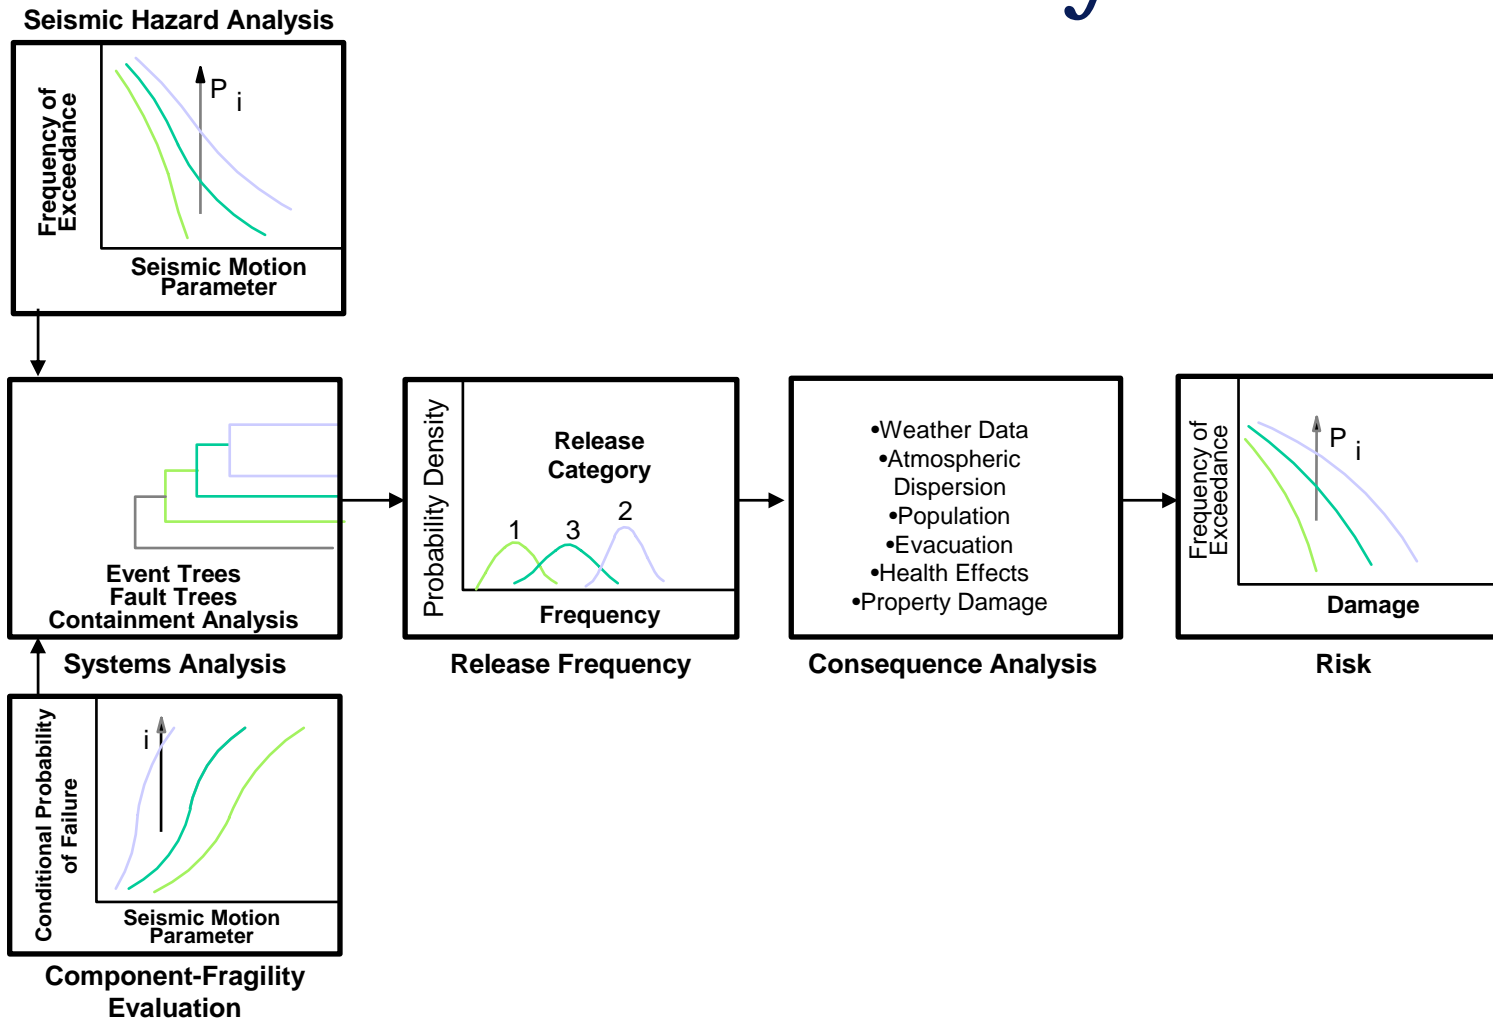 y
Seismic Hazard Analysis
Frequency of
Exceedance
P i
Seismic Motion
Parameter
Event Trees
Fault Trees
Containment Analysis
Systems Analysis
Probability Density
Release
Category
1
3
2
Frequency
Release Frequency
•Weather Data
•Atmospheric
Dispersion
•Population
•Evacuation
•Health Effects
•Property Damage
Consequence Analysis
Frequency of
Exceedance
P i
Damage
Risk
Conditional Probability
of Failure
i
Seismic Motion
Parameter
Component-Fragility
Evaluation